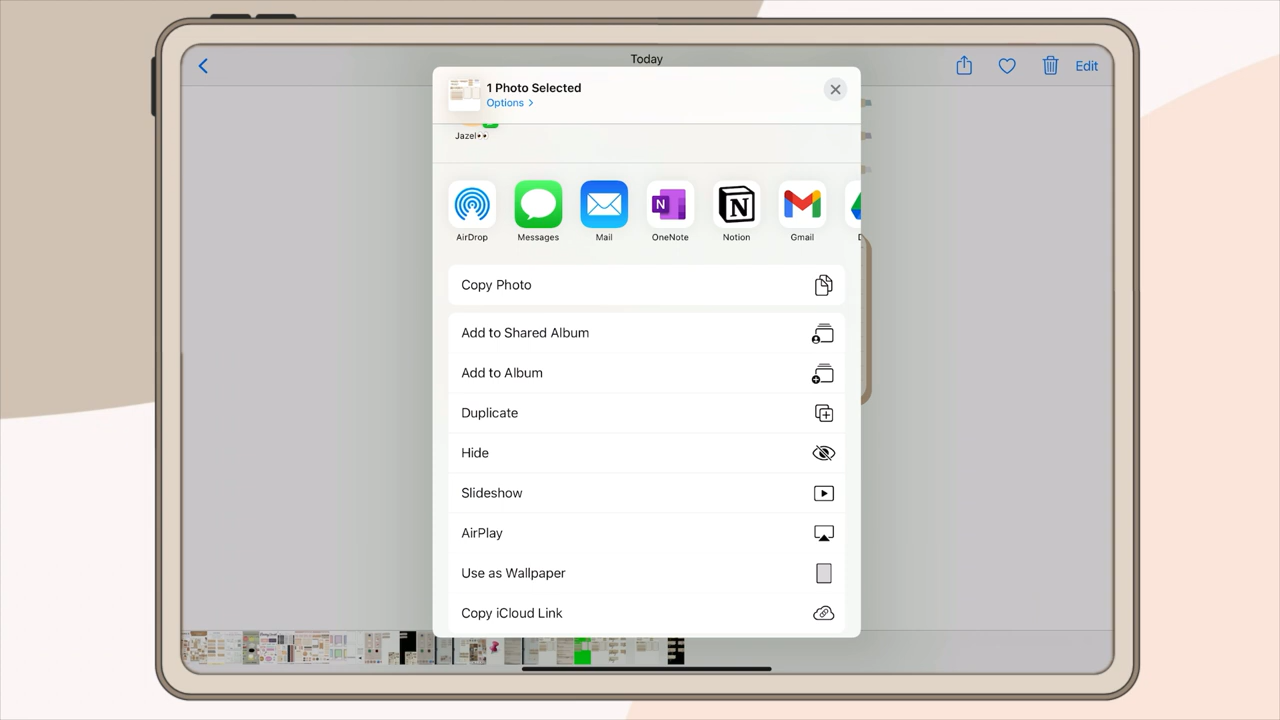 Today
Edit
1 Photo Selected
Options >
Jazel👀
AirDrop
Messages
Mail
OneNote
Notion
Gmail
Copy Photo
Add to Shared Album
Add to Album
Duplicate
Hide
Slideshow
AirPlay
Use as Wallpaper
Copy iCloud Link